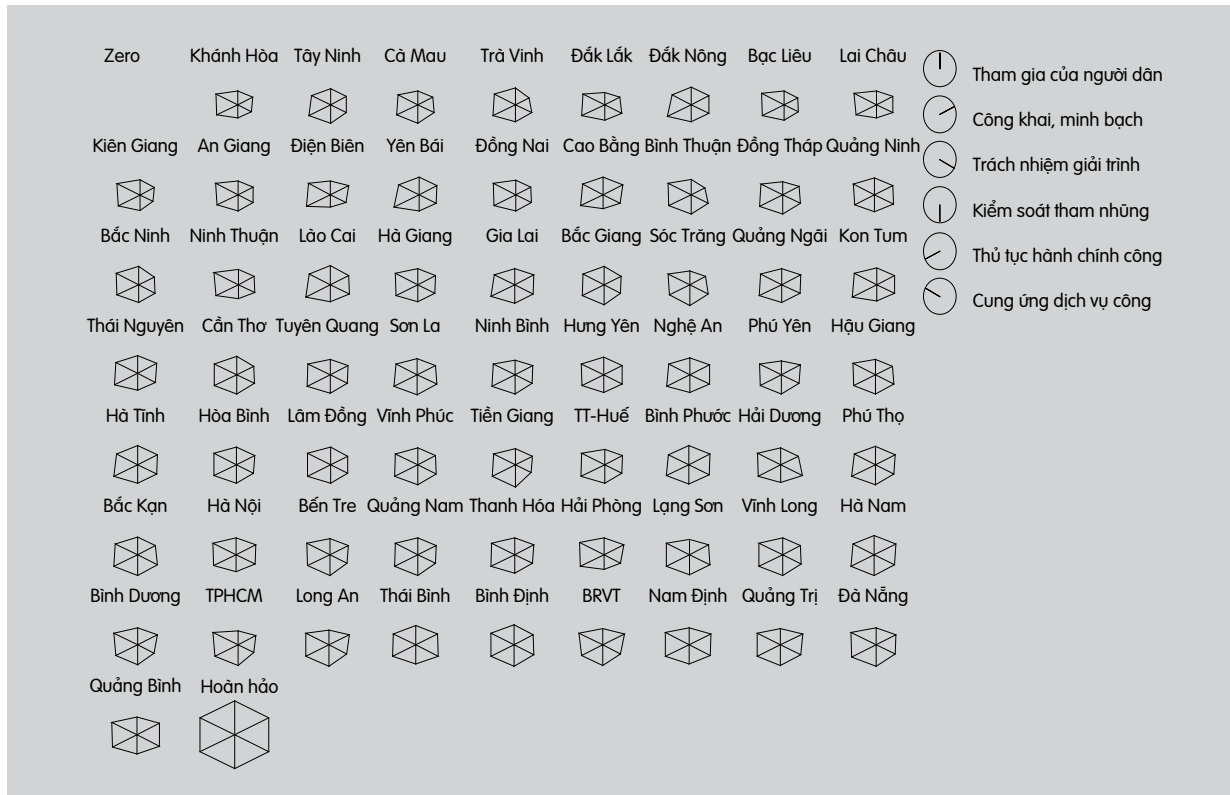 Zero Khánh Hòa Tây Ninh Cà Mau Trà Vinh Đắk Lắk Đắk Nông Bạc Liêu Lai Châu
Kiên Giang An Giang Điện Biên Yên Bái Đồng Nai Cao Bằng Bình Thuận Đồng Tháp Quảng Ninh
Bắc Ninh Ninh Thuận Lào Cai Hà Giang Gia Lai Bắc Giang Sóc Trăng Quảng Ngãi Kon Tum
Thái Nguyên Cần Thơ Tuyên Quang Sơn La Ninh Bình Hưng Yên Nghệ An Phú Yên Hậu Giang
Hà Tĩnh Hòa Bình Lâm Đồng Vĩnh Phúc Tiền Giang TT-Huế Bình Phước Hải Dương Phú Thọ
Bắc Kạn Hà Nội Bến Tre Quảng Nam Thanh Hóa Hải Phòng Lạng Sơn Vĩnh Long Hà Nam
Bình Dương TPHCM Long An Thái Bình Bình Định BRVT Nam Định Quảng Trị Đà Nẵng
Quảng Bình Hoàn hảo
Tham gia của người dân
Công khai, minh bạch
Trách nhiệm giải trình
Kiểm soát tham nhũng
Thủ tục hành chính công
Cung ứng dịch vụ công